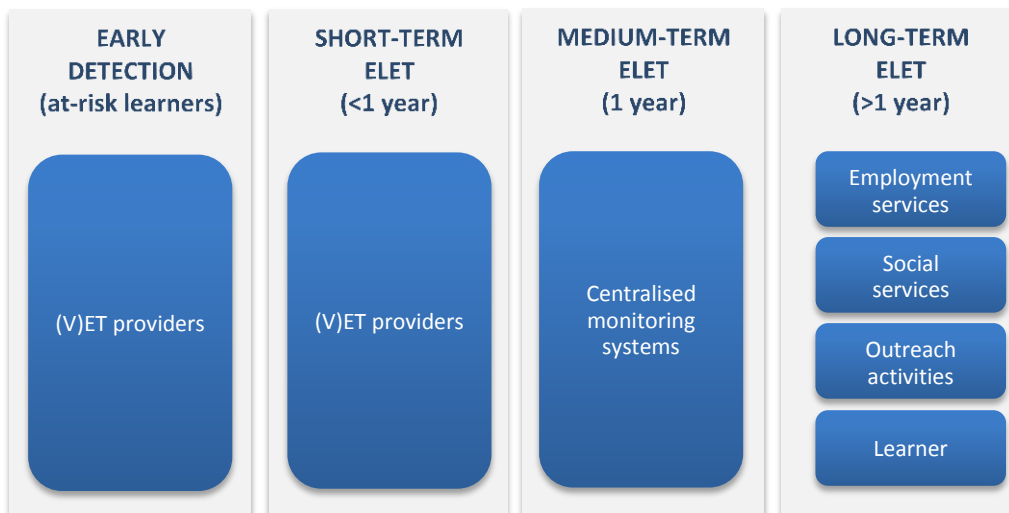 EARLY
DETECTION
(at-risk learners)
(V)ET providers
SHORT-TERM
ELET
(<1 year)
(V)ET providers
MEDIUM-TERM
ELET
(1 year)
Centralised
monitoring
systems
LONG-TERM
ELET
(>1 year)
Employment
services
Social
services
Outreach
activities
Learner